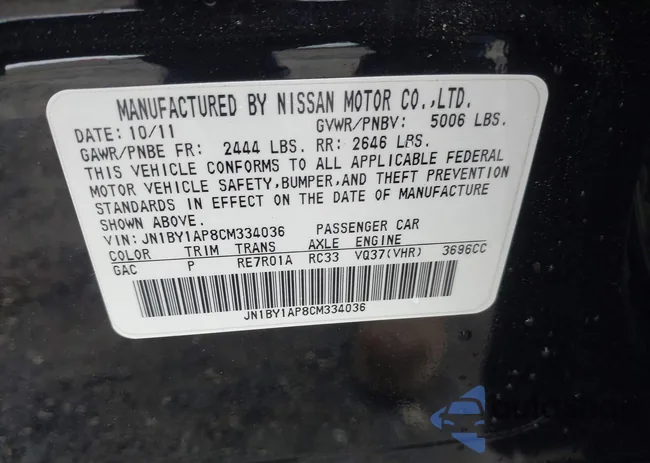 MANUFACTURED BY NISSAN MOTOR CO.,LTD.
DATE: 10/11 GVWR/PNBV: 5006 LBS.
GAWR/PNBE FR: 2444 LBS. RR: 2646 LBS.
THIS VEHICLE CONFORMS TO ALL APPLICABLE FEDERAL
MOTOR VEHICLE SAFETY,BUMPER,AND THEFT PREVENTION
STANDARDS IN EFFECT ON THE DATE OF MANUFACTURE
SHOWN ABOVE.
VIN: JN1BY1AP8CM334036 PASSENGER CAR
COLOR TRIM TRANS AXLE ENGINE
GAC P RE7R01A RC33 VQ37(VHR) 3696CC
JN1BY1AP8CM334036